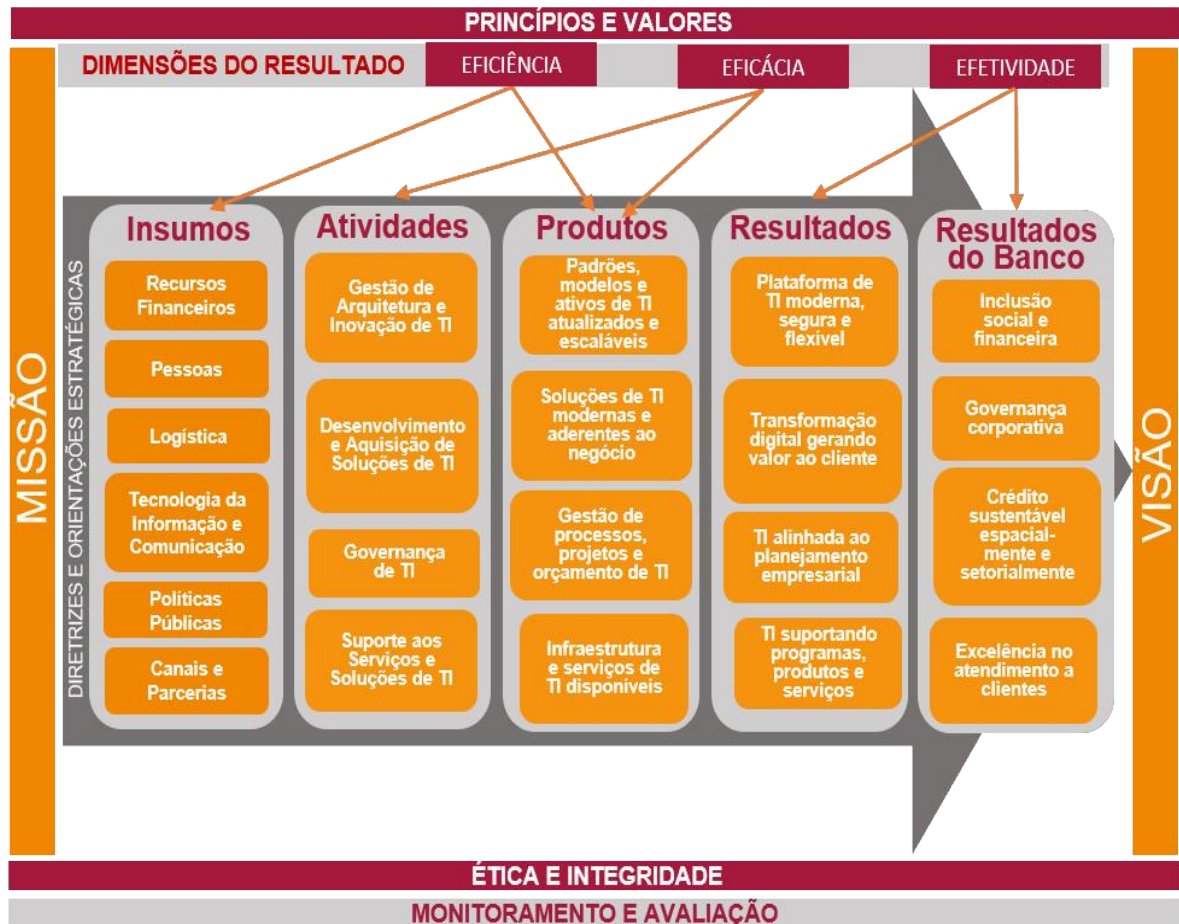 PRINCÍPIOS E VALORES
DIMENSÕES DO RESULTADO
EFICIÊNCIA
EFICÁCIA
EFETIVIDADE
MISSÃO
DIRETRIZES E ORIENTAÇÕES ESTRATÉGICAS
Insumos
Recursos
Financeiros
Pessoas
Logística
Tecnologia da
Informação e
Comunicação
Políticas
Públicas
Canais e
Parcerias
Atividades
Gestão de
Arquitetura e
Inovação de TI
Desenvolvimento
e Aquisição de
Soluções de TI
Governança
de TI
Suporte aos
Serviços e
Soluções de TI
Produtos
Padrões,
modelos e
ativos de TI
atualizados e
escaláveis
Soluções de TI
modernas e
aderentes ao
negócio
Gestão de
processos,
projetos e
orçamento de TI
Infraestrutura
e serviços de
TI disponíveis
Resultados
Plataforma de
TI moderna,
segura e
flexível
Transformação
digital gerando
valor ao cliente
TI alinhada ao
planejamento
empresarial
TI suportando
programas,
produtos e
serviços
Resultados
do Banco
Inclusão
social e
financeira
Governança
corporativa
Crédito
sustentável
espacial-
mente e
setorialmente
Excelência no
atendimento a
clientes
VISÃO
ÉTICA E INTEGRIDADE
MONITORAMENTO E AVALIAÇÃO